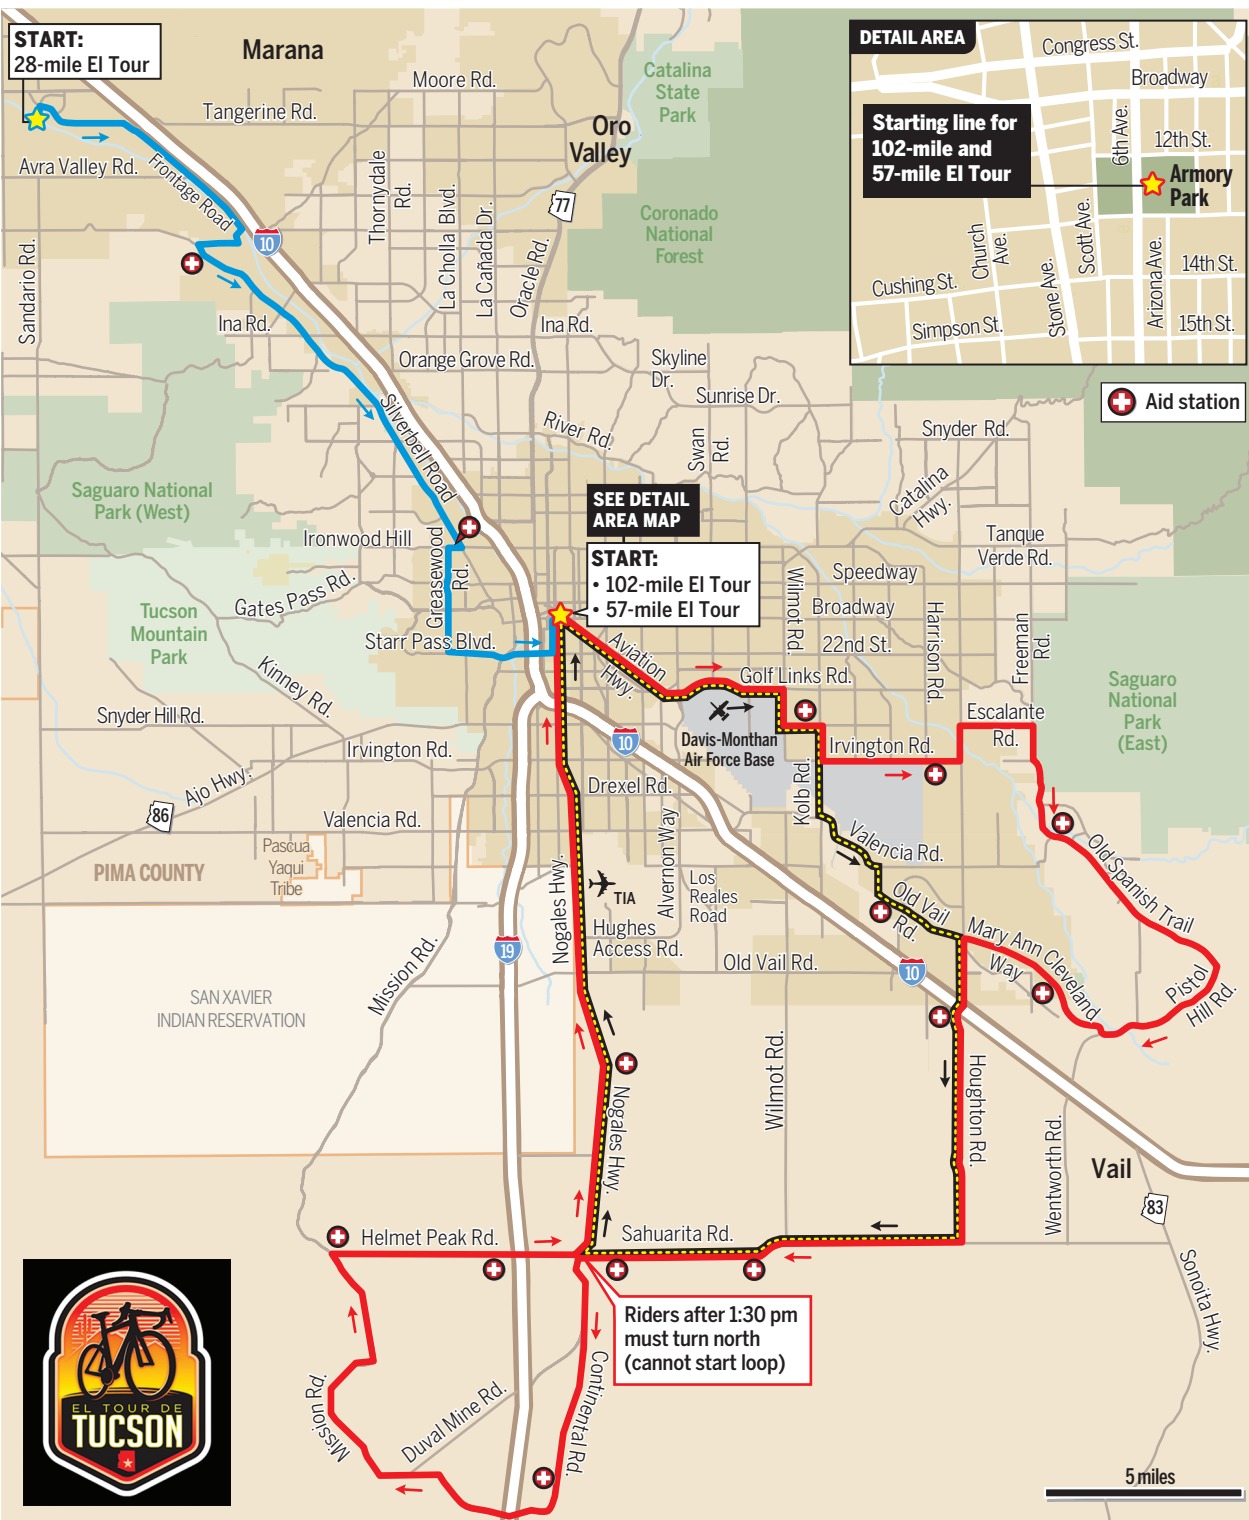 START:
28-mile El Tour
Marana
Moore Rd.
Tangerine Rd.
Catalina
State
Park
Oro
Valley
Avra Valley Rd.
Frontage Road
Thornydale
Rd.
La Cholla Blvd.
La Cañada Dr.
Oracle Rd.
77
10
Coronado
National
Forest
Sandario Rd.
Ina Rd.
Ina Rd.
Orange Grove Rd.
Skyline
Dr.
Sunrise Dr.
DETAIL AREA
Congress St.
Broadway
Starting line for
102-mile and
57-mile El Tour
6th Ave.
12th St.
Armory
Park
Church
Ave.
Scott Ave.
Stone Ave.
Arizona Ave.
14th St.
Cushing St.
Simpson St.
15th St.
Aid station
Silverbell Road
River Rd.
Swan
Rd.
Snyder Rd.
Catalina
Hwy.
Saguaro National
Park (West)
Ironwood Hill
Greasewood
Rd.
SEE DETAIL
AREA MAP
START:
• 102-mile El Tour
• 57-mile El Tour
Tanque
Verde Rd.
Speedway
Wilmot Rd.
Broadway
22nd St.
Harrison Rd.
Freeman
Rd.
Gates Pass Rd.
Tucson
Mountain
Park
Starr Pass Blvd.
Kinney Rd.
Aviation
Hwy.
Golf Links Rd.
Saguaro
National
Park
(East)
Snyder Hill Rd.
Irvington Rd.
Ajo Hwy.
86
10
Davis-Monthan
Air Force Base
Irvington Rd.
Escalante
Rd.
Drexel Rd.
Kolb Rd.
Valencia Rd.
Valencia Rd.
Old Spanish Trail
Pascua
Yaqui
Tribe
PIMA COUNTY
Nogales Hwy.
TIA
Alvernon Way
Los
Reales
Road
Old Vail
Rd.
Hughes
Access Rd.
Mary Ann Cleveland
Way
Pistol
Hill Rd.
19
Mission Rd.
Old Vail Rd.
10
SAN XAVIER
INDIAN RESERVATION
Nogales Hwy.
Wilmot Rd.
Houghton Rd.
Wentworth Rd.
Vail
83
Sonoita Hwy.
Helmet Peak Rd.
Sahuarita Rd.
Riders after 1:30 pm
must turn north
(cannot start loop)
Continental Rd.
Mission Rd.
Duval Mine Rd.
EL TOUR DE
TUCSON
5 miles